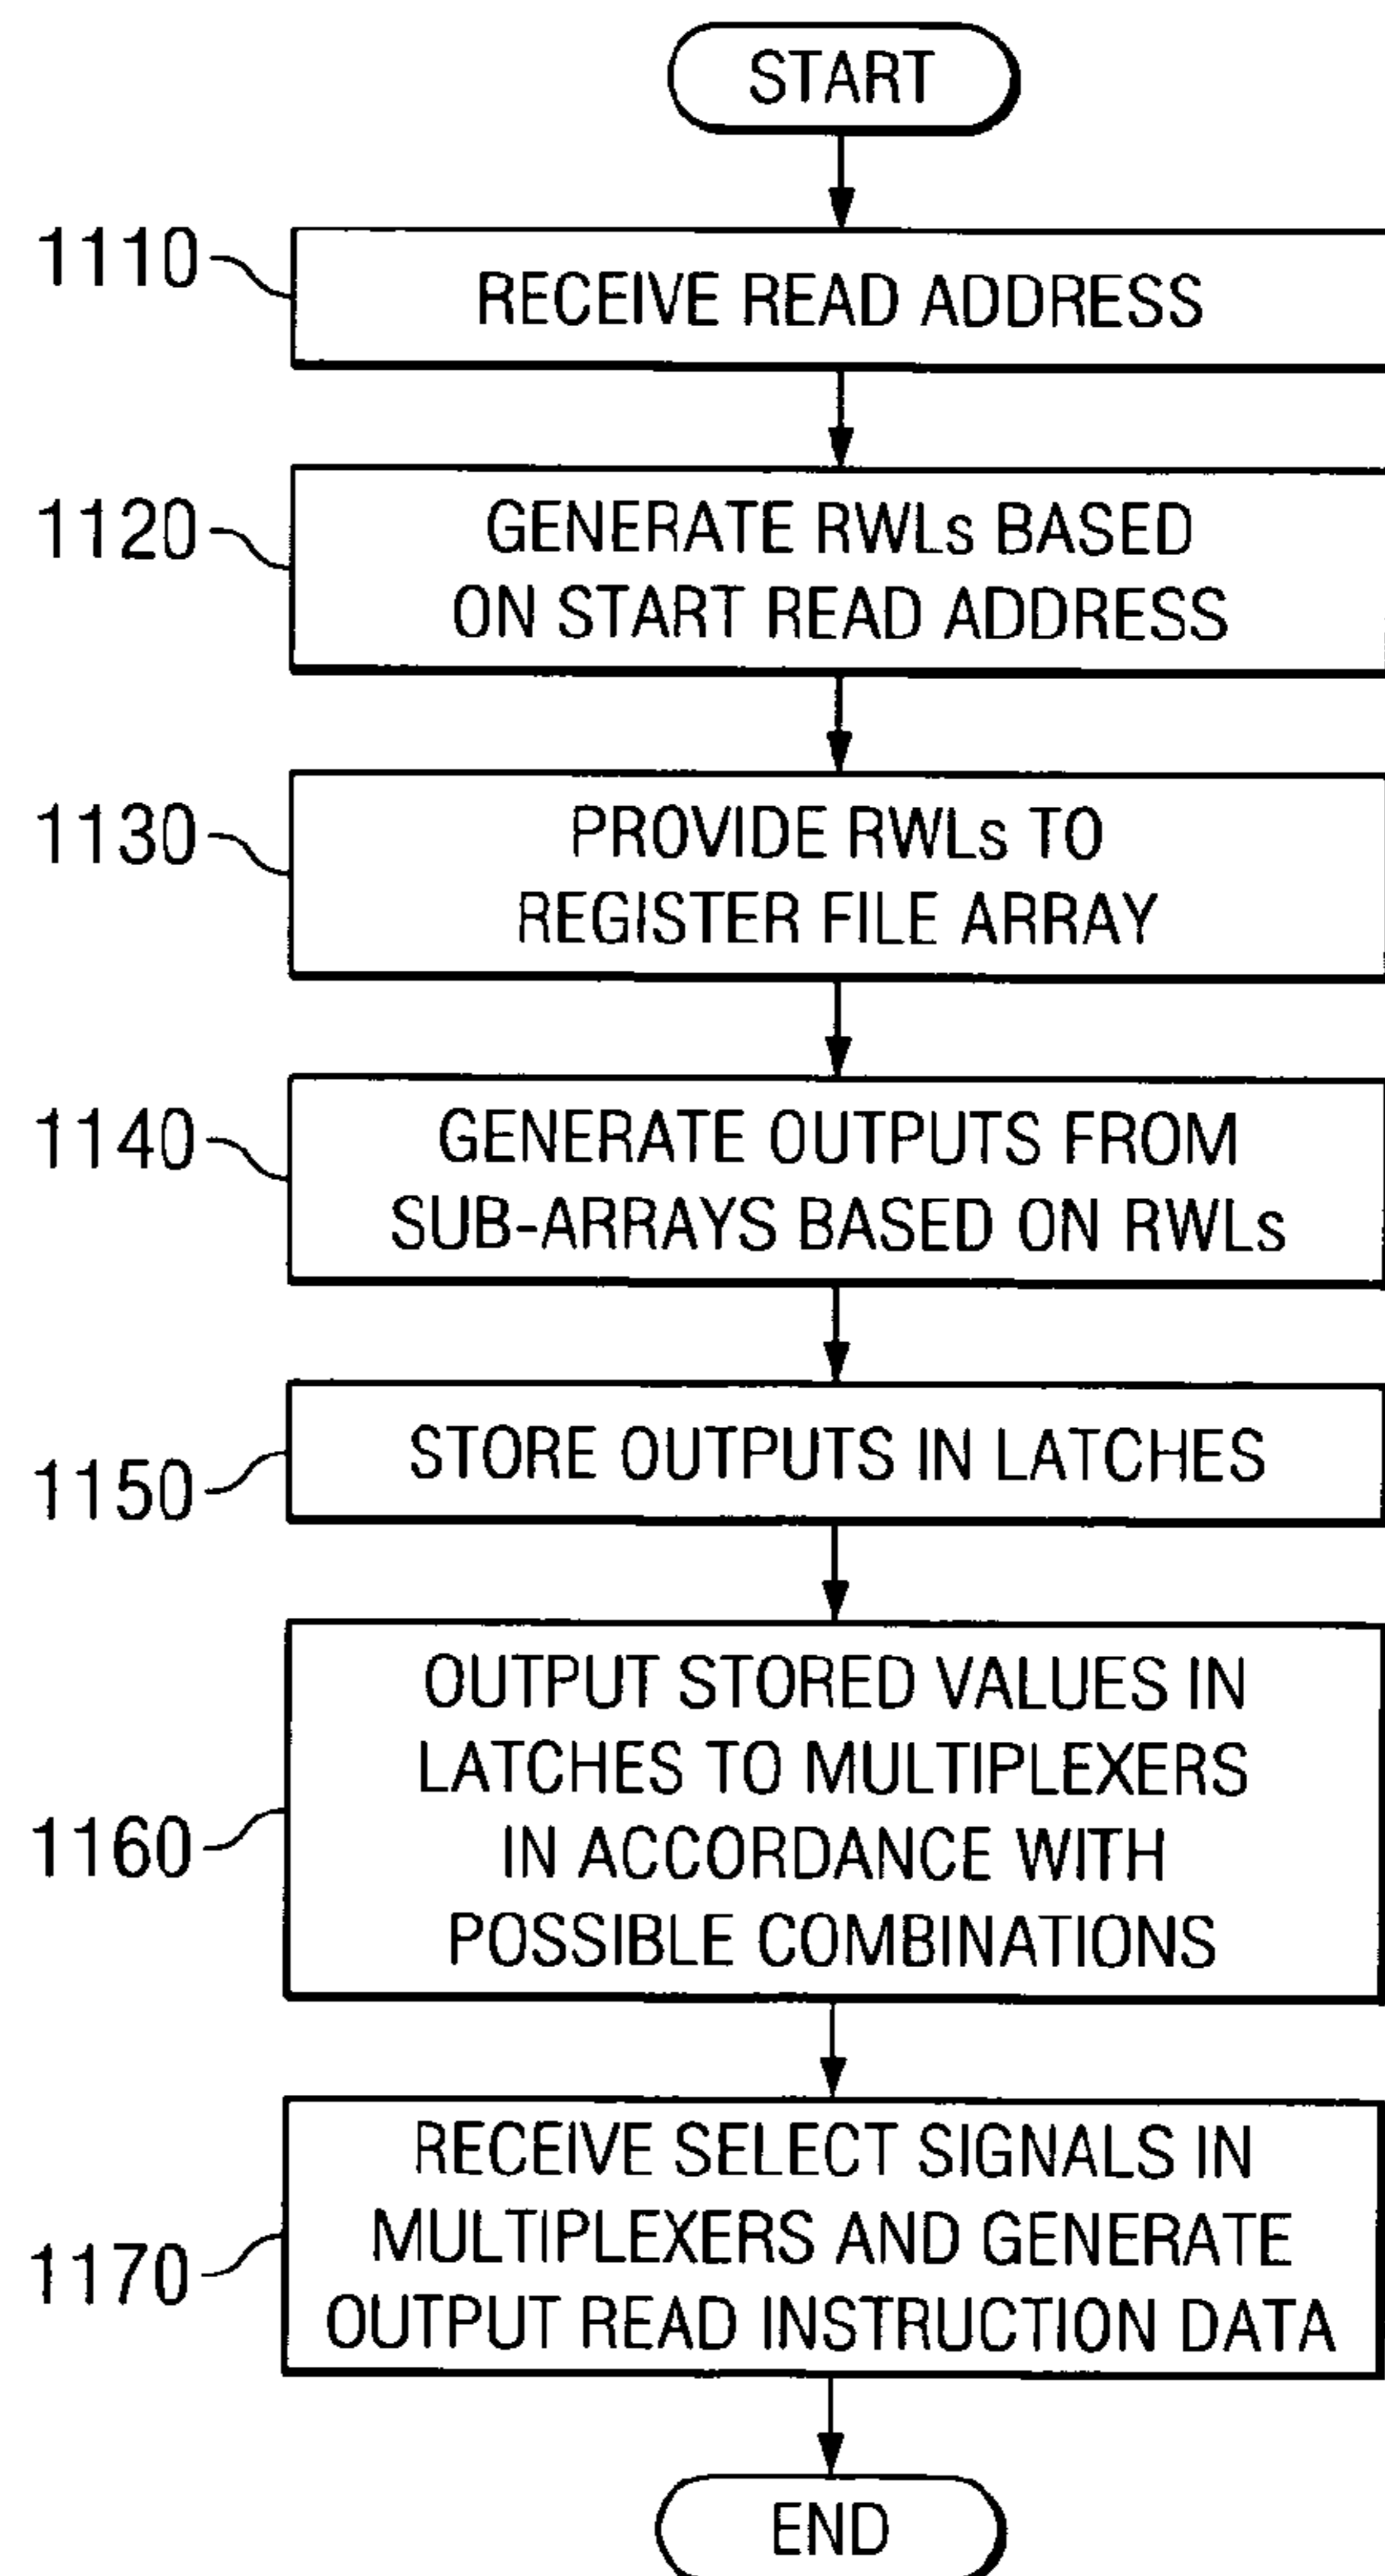 START
1110
RECEIVE READ ADDRESS
1120
GENERATE RWLs BASED
ON START READ ADDRESS
1130
PROVIDE RWLs TO
REGISTER FILE ARRAY
1140
GENERATE OUTPUTS FROM
SUB-ARRAYS BASED ON RWLs
1150
STORE OUTPUTS IN LATCHES
1160
OUTPUT STORED VALUES IN
LATCHES TO MULTIPLEXERS
IN ACCORDANCE WITH
POSSIBLE COMBINATIONS
1170
RECEIVE SELECT SIGNALS IN
MULTIPLEXERS AND GENERATE
OUTPUT READ INSTRUCTION DATA
END